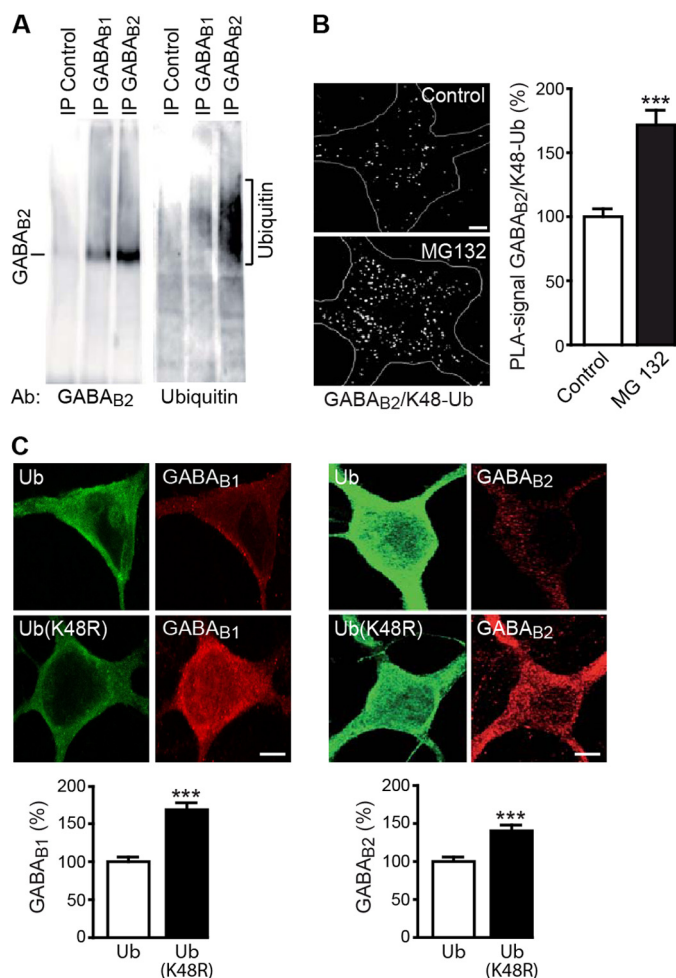 A
IP Control
IP GABAB1
IP GABAB2
IP Control
IP GABAB1
IP GABAB2
GABAB2
Ubiquitin
Ab: GABAB2 Ubiquitin
B
Control
MG132
GABAB2/K48-Ub
PLA-signal GABAB2/K48-Ub (%)
200
150
100
50
0
Control
MG 132
***
C
Ub
GABAB1
Ub(K48R)
GABAB1
Ub
GABAB2
Ub(K48R)
GABAB2
GABAB1 (%)
200
150
100
50
0
***
Ub
Ub
(K48R)
GABAB2 (%)
200
150
100
50
0
***
Ub
Ub
(K48R)